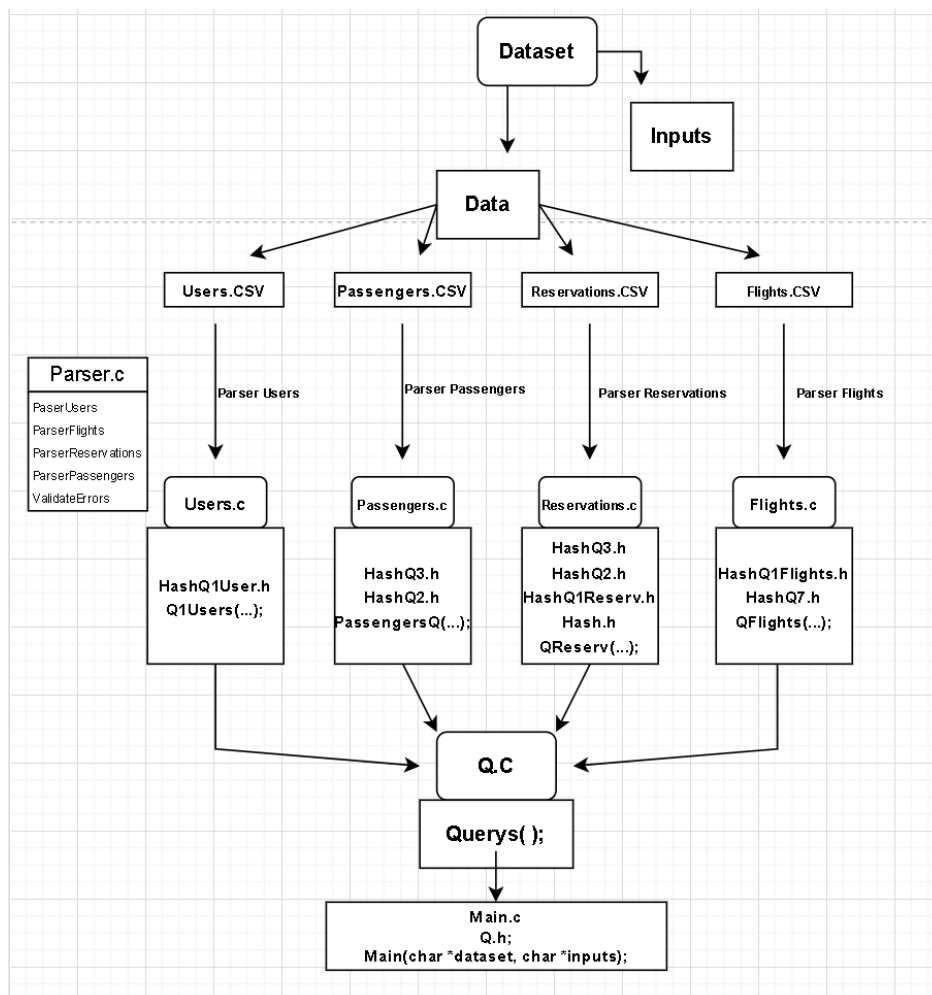 Dataset
Inputs
Data
Users.CSV
Passengers.CSV
Reservations.CSV
Flights.CSV
Parser Users
Parser Passengers
Parser Reservations
Parser Flights
Parser.c
PaserUsers
ParserFlights
ParserReservations
ParserPassengers
ValidateErrors
Users.c
HashQ1User.h
Q1Users(...);
Passengers.c
HashQ3.h
HashQ2.h
PassengersQ(...);
Reservations.c
HashQ3.h
HashQ2.h
HashQ1Reserv.h
Hash.h
QReserv(...);
Flights.c
HashQ1Flights.h
HashQ7.h
QFlights(...);
Q.C
Querys( );
Main.c
Q.h;
Main(char *dataset, char *inputs);